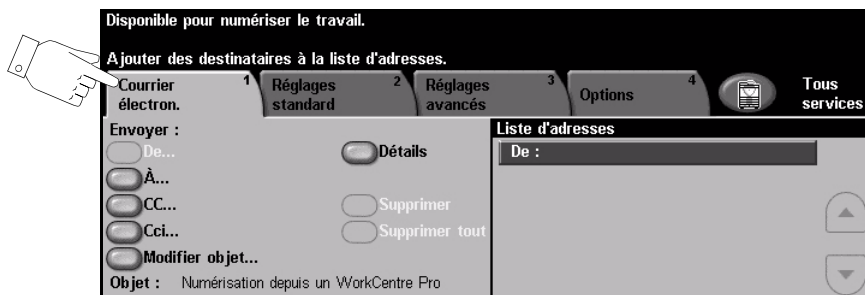 Disponible pour numériser le travail.
Ajouter des destinataires à la liste d'adresses.
Courrier électron. 1
Réglages standard 2
Réglages avancés 3
Options 4
Tous services
Envoyer :
De...
Détails
À...
CC...
Supprimer
Cci...
Supprimer tout
Modifier objet...
Objet : Numérisation depuis un WorkCentre Pro
Liste d'adresses
De :